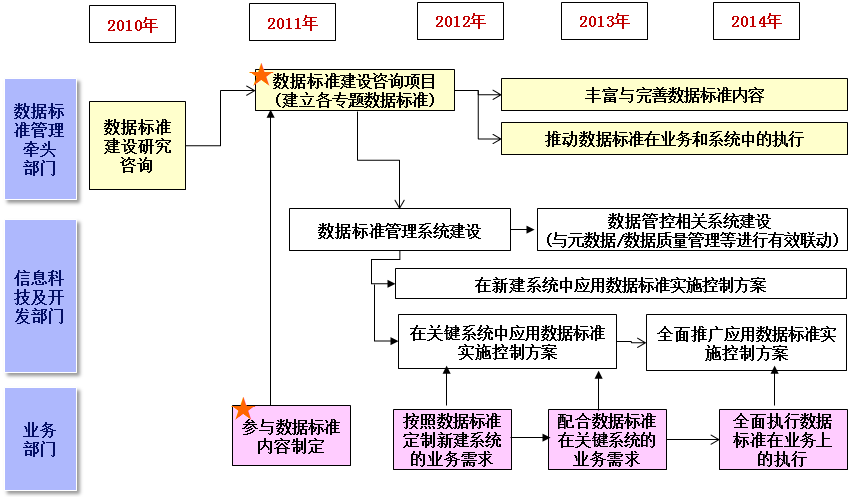 2010年
2011年
2012年
2013年
2014年
数据标
准管理
牵头
部门
数据标准
建设研究
咨询
数据标准建设咨询项目
（建立各专题数据标准）
丰富与完善数据标准内容
推动数据标准在业务和系统中的执行
信息科
技及开
发部门
数据标准管理系统建设
数据管控相关系统建设
（与元数据/数据质量管理等进行有效联动）
在新建系统中应用数据标准实施控制方案
在关键系统中应用数据标准
实施控制方案
全面推广应用数据标准实
施控制方案
业务
部门
参与数据标准
内容制定
按照数据标准
定制新建系统
的业务需求
配合数据标准
在关键系统的
业务需求
全面执行数据
标准在业务上
的执行